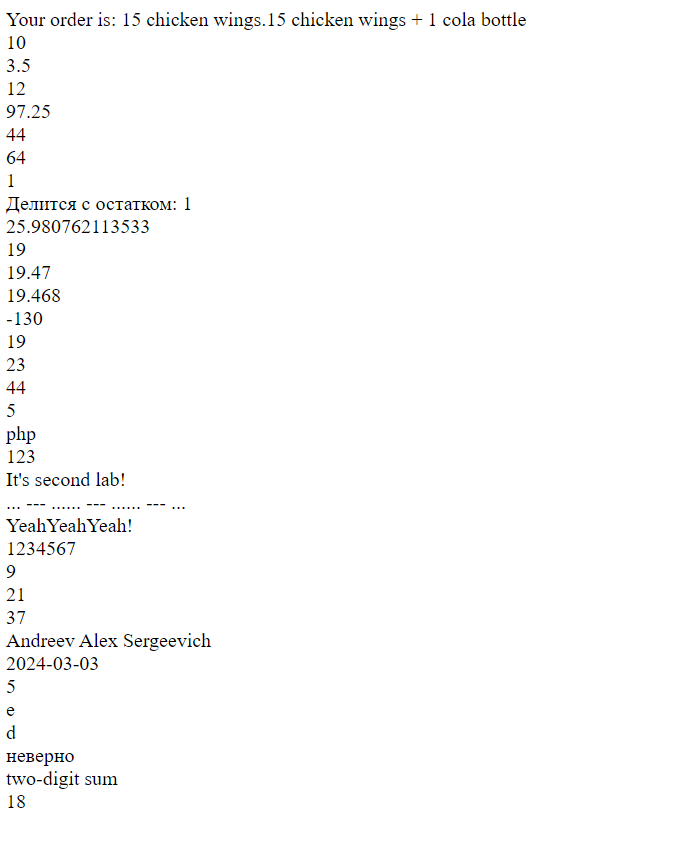 Your order is: 15 chicken wings.15 chicken wings + 1 cola bottle
10
3.5
12
97.25
44
64
1
Делится с остатком: 1
25.980762113533
19
19.47
19.468
-130
19
23
44
5
php
123
It's second lab!
... --- ...... --- ...... --- ...
YeahYeahYeah!
1234567
9
21
37
Andreev Alex Sergeevich
2024-03-03
5
e
d
неверно
two-digit sum
18